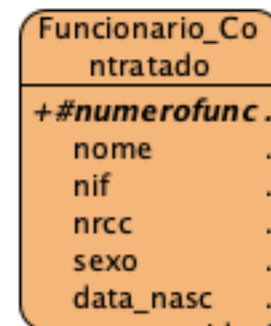 Funcionario_Co
ntratado
+#numerofunc .
nome .
nif .
nrcc .
sexo .
data_nasc .